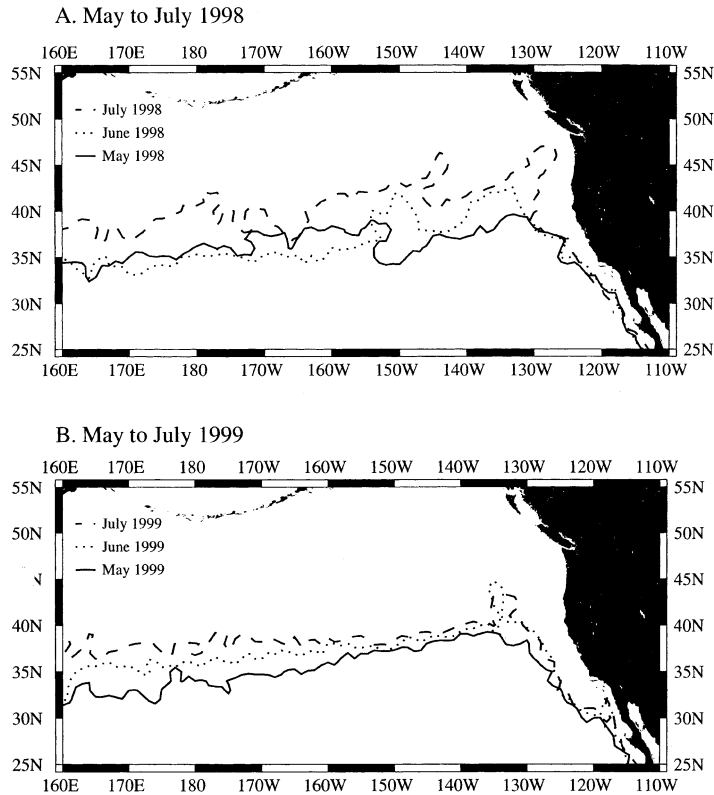 A. May to July 1998
160E 170E 180 170W 160W 150W 140W 130W 120W 110W
55N 55N
50N 50N
45N 45N
40N 40N
35N 35N
30N 30N
25N 25N
July 1998
June 1998
May 1998
160E 170E 180 170W 160W 150W 140W 130W 120W 110W
B. May to July 1999
160E 170E 180 170W 160W 150W 140W 130W 120W 110W
55N 55N
50N 50N
N 45N
40N 40N
35N 35N
30N 30N
25N 25N
July 1999
June 1999
May 1999
160E 170E 180 170W 160W 150W 140W 130W 120W 110W